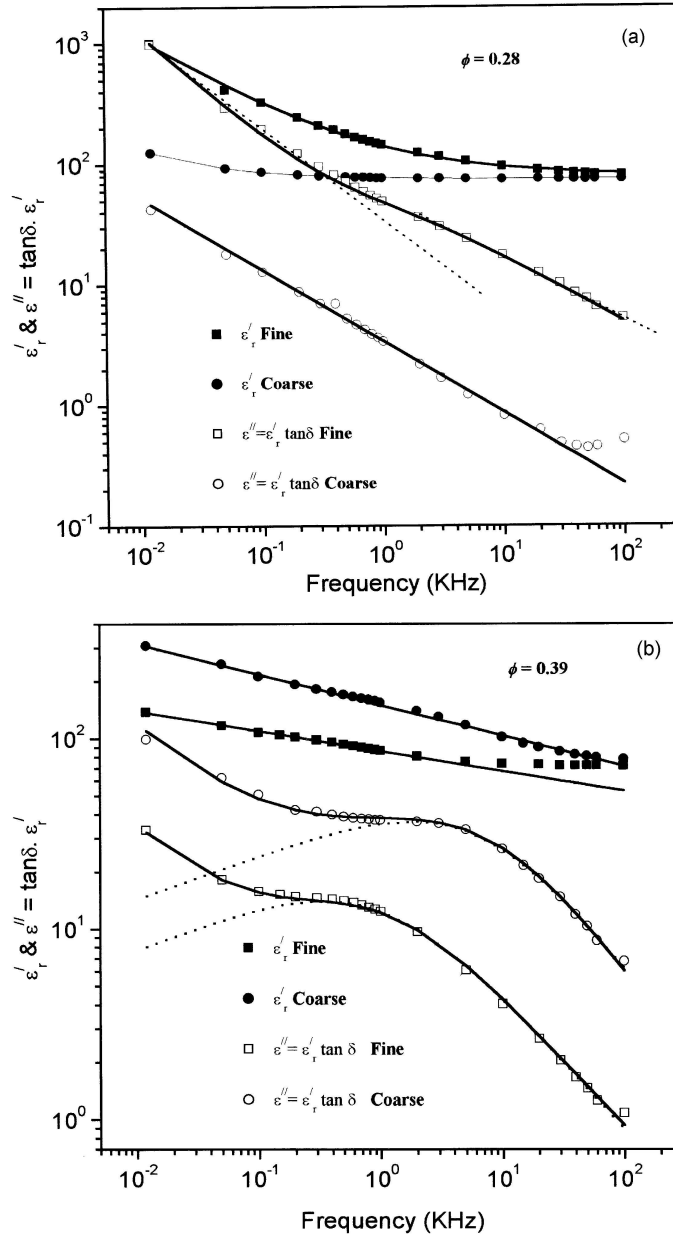 (a)
ϕ = 0.28
10³
10²
10¹
10⁰
10⁻¹
ε′ᵣ & ε″ = tanδ. ε′ᵣ
ε′ᵣ Fine
ε′ᵣ Coarse
ε″=ε′ᵣ tanδ Fine
ε″= ε′ᵣ tanδ Coarse
10⁻² 10⁻¹ 10⁰ 10¹ 10²
Frequency (KHz)
(b)
ϕ = 0.39
10²
10¹
10⁰
ε′ᵣ & ε″ = tanδ. ε′ᵣ
ε′ᵣ Fine
ε′ᵣ Coarse
ε″= ε′ᵣ tan δ Fine
ε″= ε′ᵣ tan δ Coarse
10⁻² 10⁻¹ 10⁰ 10¹ 10²
Frequency (KHz)